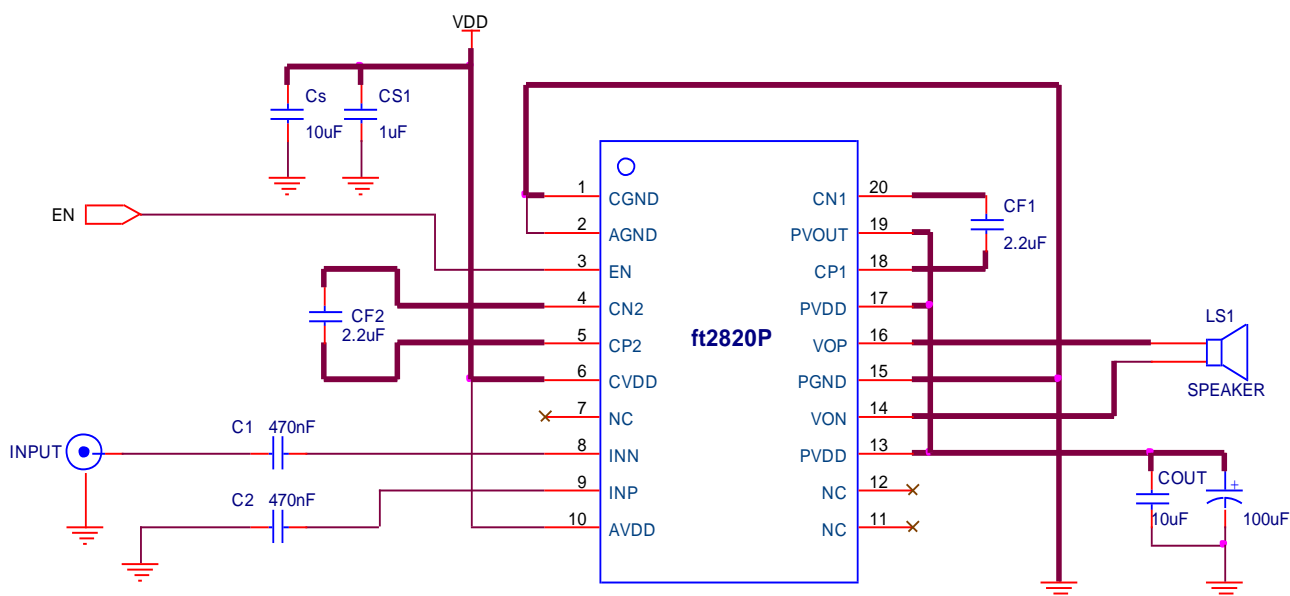 VDD
Cs
10uF
CS1
1uF
EN
CF2
2.2uF
INPUT
C1 470nF
C2 470nF
1
2
3
4
5
6
7
8
9
10
CGND
AGND
EN
CN2
CP2
CVDD
NC
INN
INP
AVDD
ft2820P
CN1
PVOUT
CP1
PVDD
VOP
PGND
VON
PVDD
NC
NC
20
19
18
17
16
15
14
13
12
11
CF1
2.2uF
LS1
SPEAKER
COUT
10uF
+
100uF